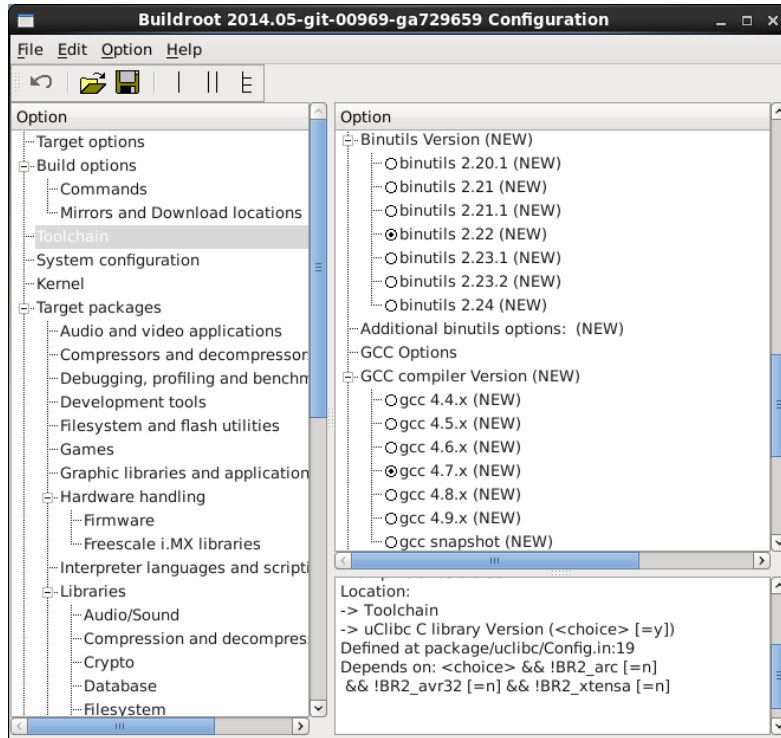 Buildroot 2014.05-git-00969-ga729659 Configuration
File Edit Option Help
Option
Target options
Build options
Commands
Mirrors and Download locations
Toolchain
System configuration
Kernel
Target packages
Audio and video applications
Compressors and decompressor
Debugging, profiling and benchm
Development tools
Filesystem and flash utilities
Games
Graphic libraries and application
Hardware handling
Firmware
Freescale i.MX libraries
Interpreter languages and scripti
Libraries
Audio/Sound
Compression and decompres
Crypto
Database
Filesystem
Option
Binutils Version (NEW)
binutils 2.20.1 (NEW)
binutils 2.21 (NEW)
binutils 2.21.1 (NEW)
binutils 2.22 (NEW)
binutils 2.23.1 (NEW)
binutils 2.23.2 (NEW)
binutils 2.24 (NEW)
Additional binutils options: (NEW)
GCC Options
GCC compiler Version (NEW)
gcc 4.4.x (NEW)
gcc 4.5.x (NEW)
gcc 4.6.x (NEW)
gcc 4.7.x (NEW)
gcc 4.8.x (NEW)
gcc 4.9.x (NEW)
gcc snapshot (NEW)
Location:
-> Toolchain
-> uClibc C library Version (<choice> [=y])
Defined at package/uclibc/Config.in:19
Depends on: <choice> && !BR2_arc [=n]
&& !BR2_avr32 [=n] && !BR2_xtensa [=n]